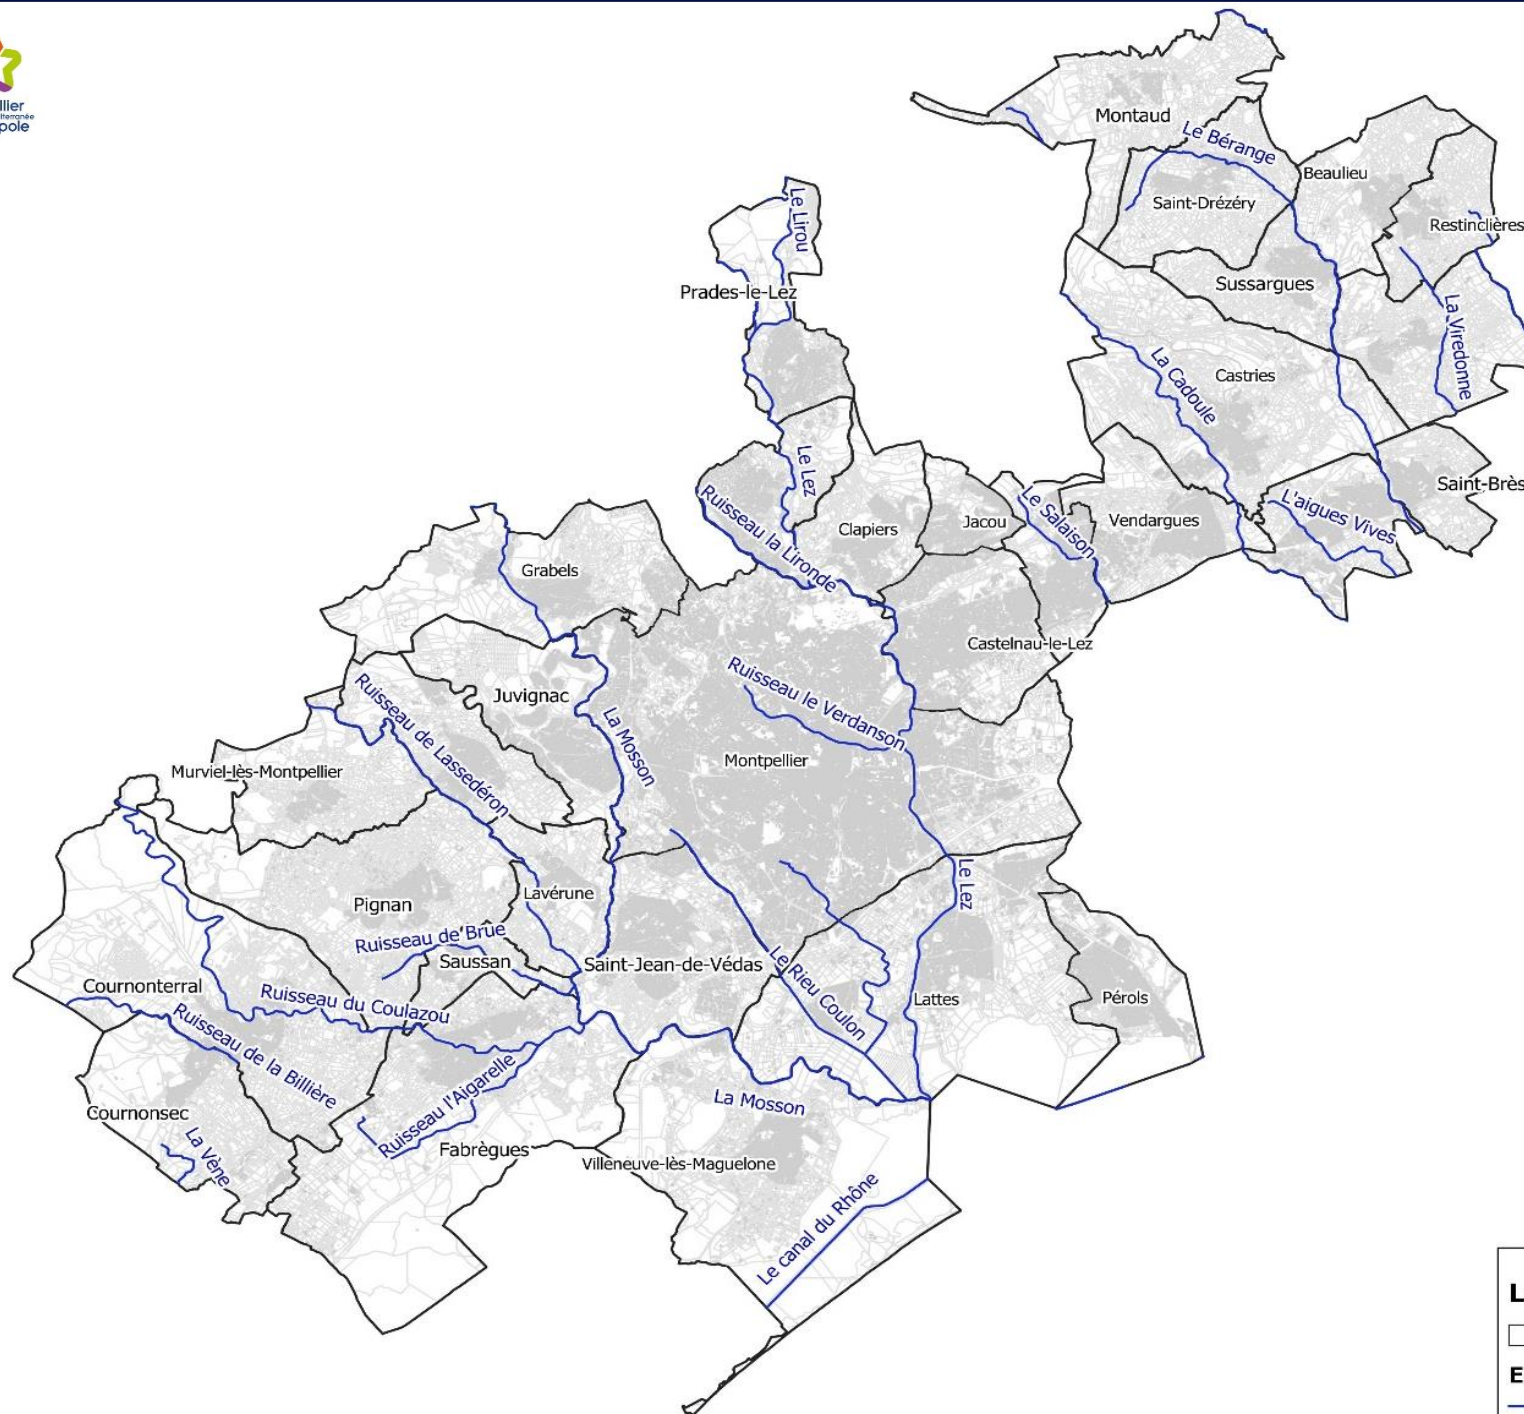 llier
iterranée
pole
Montaud
Le Bérange
Beaulieu
Saint-Drézéry
Restinclières
Le Lirou
Sussargues
Prades-le-Lez
La Viredonne
La Cadoule
Castries
Le Lez
Saint-Brès
Ruisseau la Lironde
Clapiers
Jacou
Le Salaison
Vendargues
L'aigues Vives
Grabels
Castelnau-le-Lez
Juvignac
Ruisseau le Verdanson
Ruisseau de Lassedéron
La Mosson
Montpellier
Murviel-lès-Montpellier
Le Lez
Lavérune
Pignan
Ruisseau de Brue
Saussan
Saint-Jean-de-Védas
Le Rieu Coulon
Lattes
Pérols
Cournonterral
Ruisseau du Coulazou
Ruisseau de la Billière
Ruisseau l'Aigarelle
La Mosson
Cournonsec
La Vène
Fabrègues
Villeneuve-lès-Maguelone
Le canal du Rhône
L
E